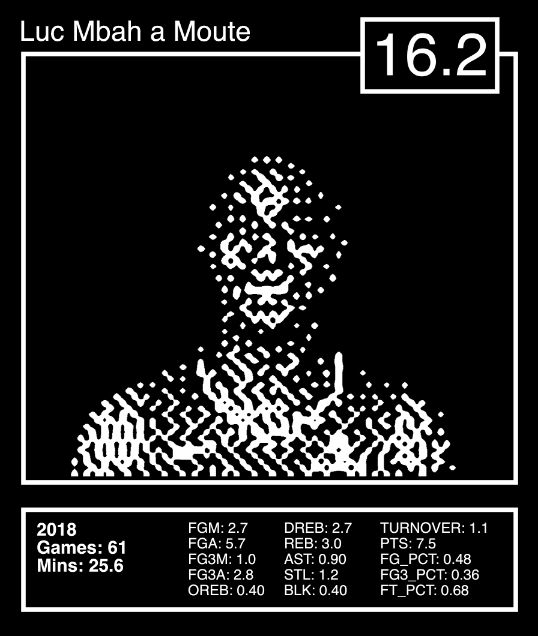 Luc Mbah a Moute
16.2
2018
Games: 61
Mins: 25.6
FGM: 2.7
FGA: 5.7
FG3M: 1.0
FG3A: 2.8
OREB: 0.40
DREB: 2.7
REB: 3.0
AST: 0.90
STL: 1.2
BLK: 0.40
TURNOVER: 1.1
PTS: 7.5
FG_PCT: 0.48
FG3_PCT: 0.36
FT_PCT: 0.68